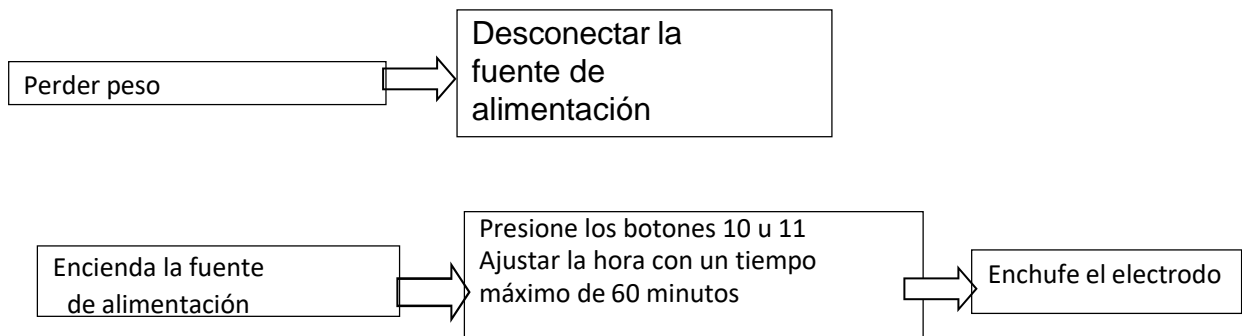 Perder peso
Desconectar la
fuente de
alimentación
Encienda la fuente
de alimentación
Presione los botones 10 u 11
Ajustar la hora con un tiempo
máximo de 60 minutos
Enchufe el electrodo